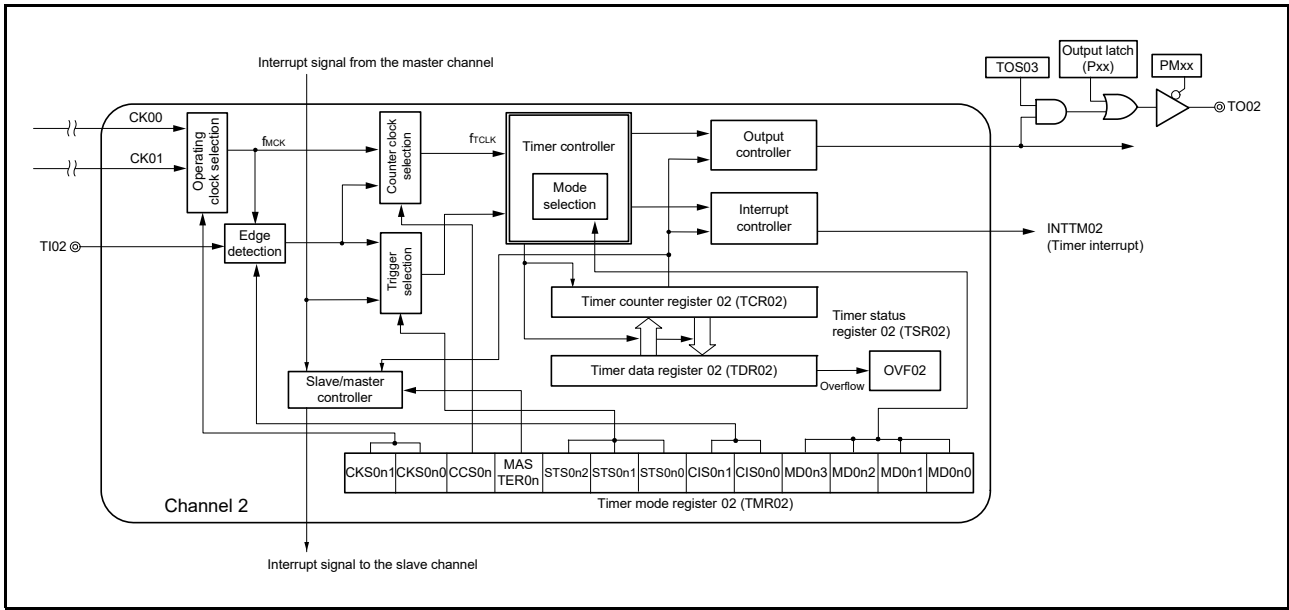 Interrupt signal from the master channel
TOS03
Output latch
(Pxx)
PMxx
TO02
CK00
CK01
Operating
clock selection
fMCK
Counter clock
selection
fTCLK
Timer controller
Mode
selection
Output
controller
Interrupt
controller
INTTM02
(Timer interrupt)
TI02
Edge
detection
Trigger
selection
Timer counter register 02 (TCR02)
Timer status
register 02 (TSR02)
Timer data register 02 (TDR02)
Overflow
OVF02
Slave/master
controller
CKS0n1
CKS0n0
CCS0n
MAS
TER0n
STS0n2
STS0n1
STS0n0
CIS0n1
CIS0n0
MD0n3
MD0n2
MD0n1
MD0n0
Channel 2
Timer mode register 02 (TMR02)
Interrupt signal to the slave channel